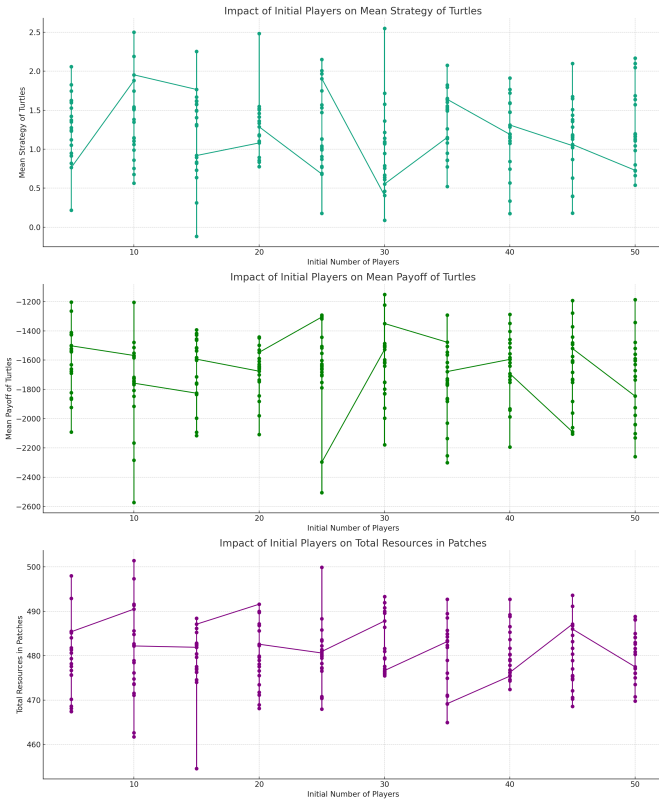 Impact of Initial Players on Mean Strategy of Turtles
2.5
2.0
1.5
1.0
0.5
0.0
Mean Strategy of Turtles
10 20 30 40 50
Initial Number of Players
Impact of Initial Players on Mean Payoff of Turtles
−1200
−1400
−1600
−1800
−2000
−2200
−2400
−2600
Mean Payoff of Turtles
10 20 30 40 50
Initial Number of Players
Impact of Initial Players on Total Resources in Patches
500
490
480
470
460
Total Resources in Patches
10 20 30 40 50
Initial Number of Players